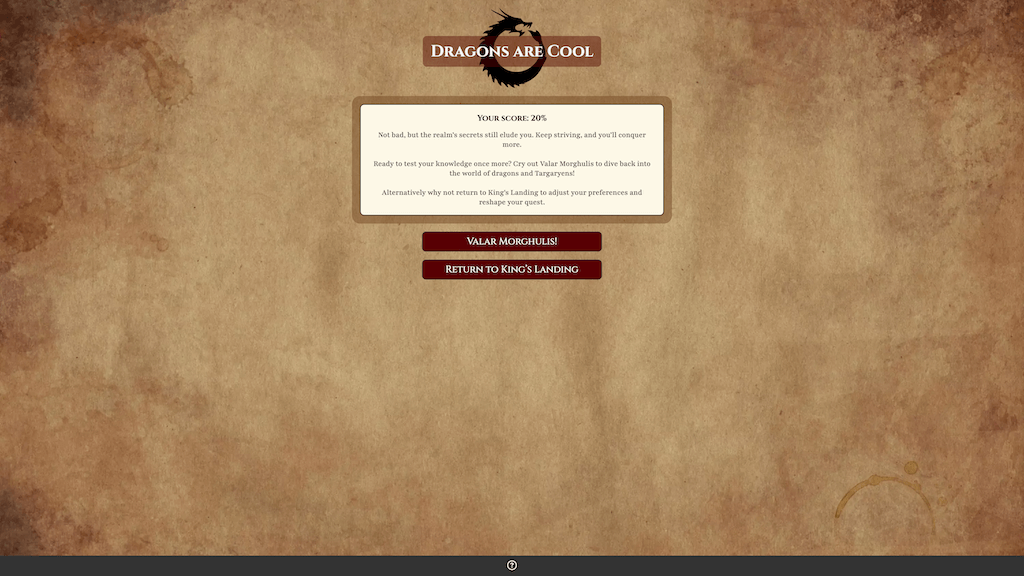 Dragons are Cool
Your score: 20%
Not bad, but the realm's secrets still elude you. Keep striving, and you'll conquer
more.
Ready to test your knowledge once more? Cry out Valar Morghulis to dive back into
the world of dragons and Targaryens!
Alternatively why not return to King's Landing to adjust your preferences and
reshape your quest.
Valar Morghulis!
Return to King's Landing
?